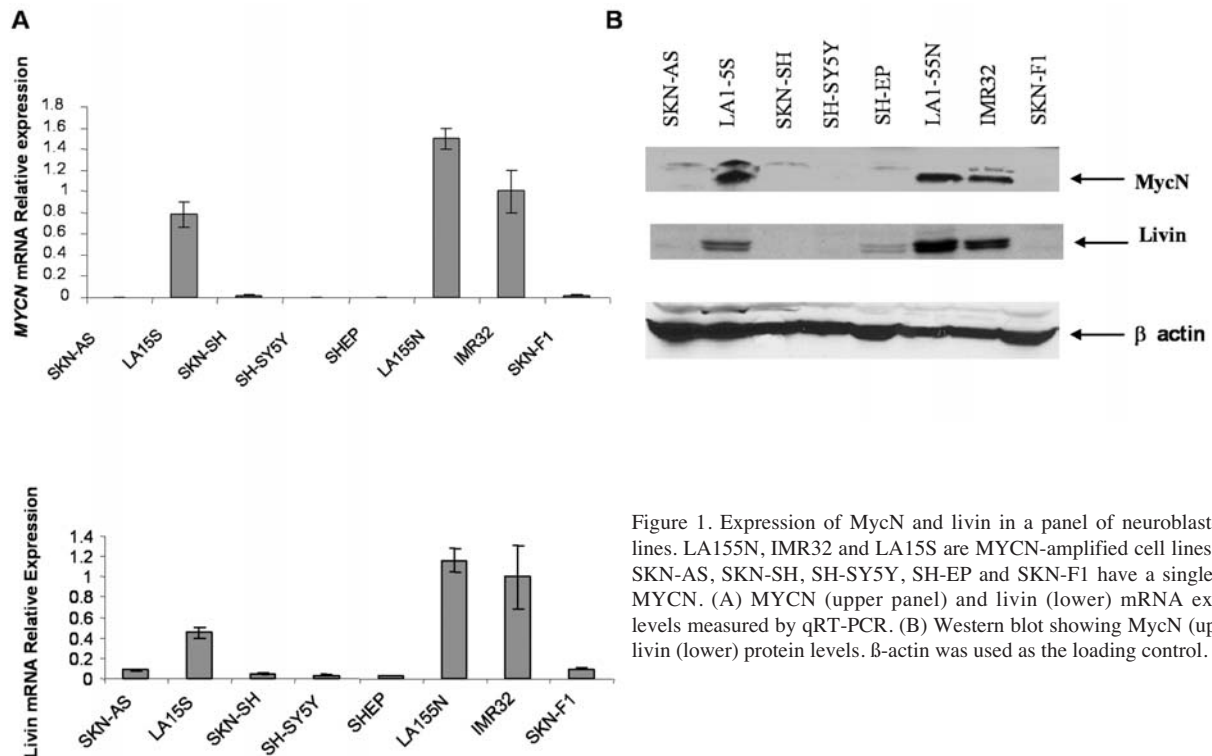 A
MYCN mRNA Relative expression
1.8
1.6
1.4
1.2
1
0.8
0.6
0.4
0.2
0
SKN-AS
LA15S
SKN-SH
SH-SY5Y
SHEP
LA155N
IMR32
SKN-F1
B
SKN-AS
LA1-5S
SKN-SH
SH-SY5Y
SH-EP
LA1-55N
IMR32
SKN-F1
MycN
Livin
β actin
Livin mRNA Relative Expression
1.4
1.2
1
0.8
0.6
0.4
0.2
0
SKN-AS
LA15S
SKN-SH
SH-SY5Y
SHEP
LA155N
IMR32
SKN-F1
Figure 1. Expression of MycN and livin in a panel of neuroblast
lines. LA155N, IMR32 and LA15S are MYCN-amplified cell lines
SKN-AS, SKN-SH, SH-SY5Y, SH-EP and SKN-F1 have a single
MYCN. (A) MYCN (upper panel) and livin (lower) mRNA ex
levels measured by qRT-PCR. (B) Western blot showing MycN (up
livin (lower) protein levels. ß-actin was used as the loading control.